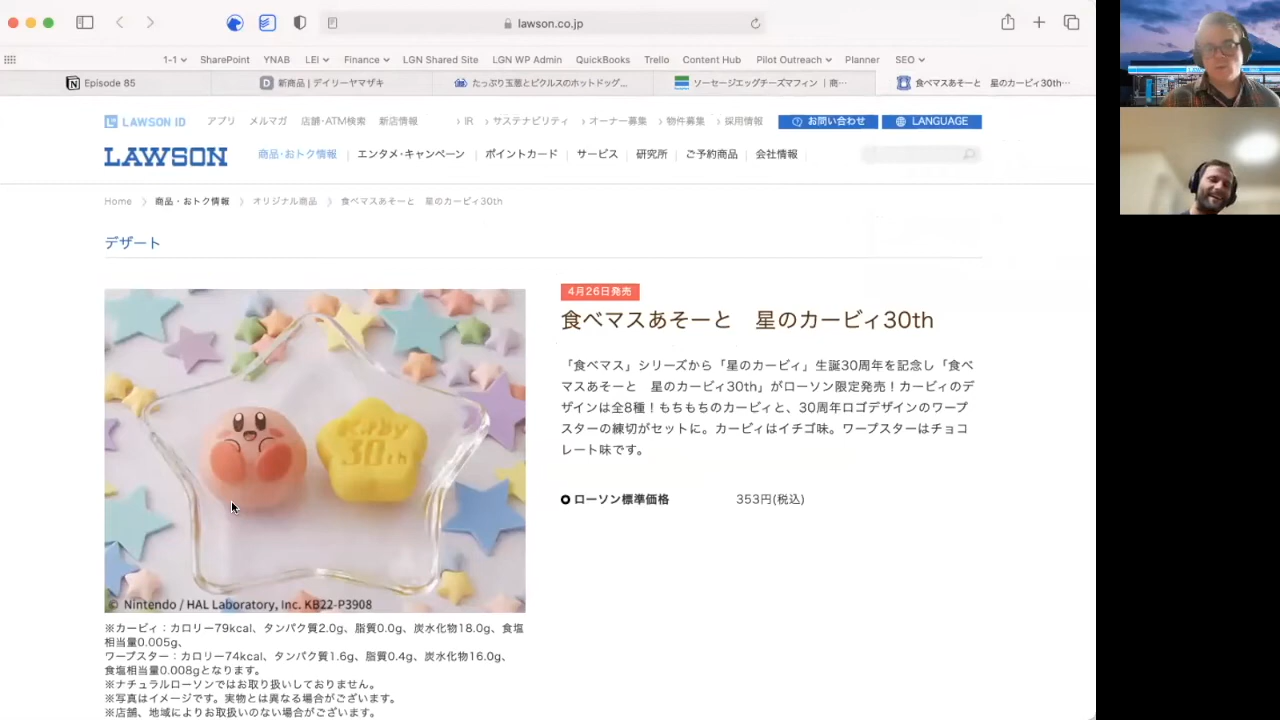 lawson.co.jp
1-1 SharePoint YNAB LEI Finance LGN Shared Site LGN WP Admin QuickBooks Trello Content Hub Pilot Outreach Planner SEO
Episode 85 新商品 | デイリーヤマザキ たっぷり玉葱とピクルスのホットドッグ... ソーセージエッグチーズマフィン | 商… 食べマスあそーと 星のカービィ30th…
LAWSON ID アプリ メルマガ 店舗・ATM検索 新店情報 IR サステナビリティ オーナー募集 物件募集 採用情報 お問い合わせ LANGUAGE
LAWSON 商品・おトク情報 エンタメ・キャンペーン ポイントカード サービス 研究所 ご予約商品 会社情報
Home 商品・おトク情報 オリジナル商品 食べマスあそーと 星のカービィ30th
デザート
4月26日発売
食べマスあそーと 星のカービィ30th
「食べマス」シリーズから「星のカービィ」生誕30周年を記念し「食べ
マスあそーと 星のカービィ30th」がローソン限定発売！カービィのデ
ザインは全8種！もちもちのカービィと、30周年ロゴデザインのワープ
スターの練切がセットに。カービィはイチゴ味。ワープスターはチョコ
レート味です。
ローソン標準価格 353円(税込)
Kirby
30th
© Nintendo / HAL Laboratory, Inc. KB22-P3908
※カービィ：カロリー79kcal、タンパク質2.0g、脂質0.0g、炭水化物18.0g、食塩
相当量0.005g、
ワープスター：カロリー74kcal、タンパク質1.6g、脂質0.4g、炭水化物16.0g、
食塩相当量0.008gとなります。
※ナチュラルローソンではお取り扱いしておりません。
※写真はイメージです。実物とは異なる場合がございます。
※店舗、地域によりお取扱いのない場合がございます。